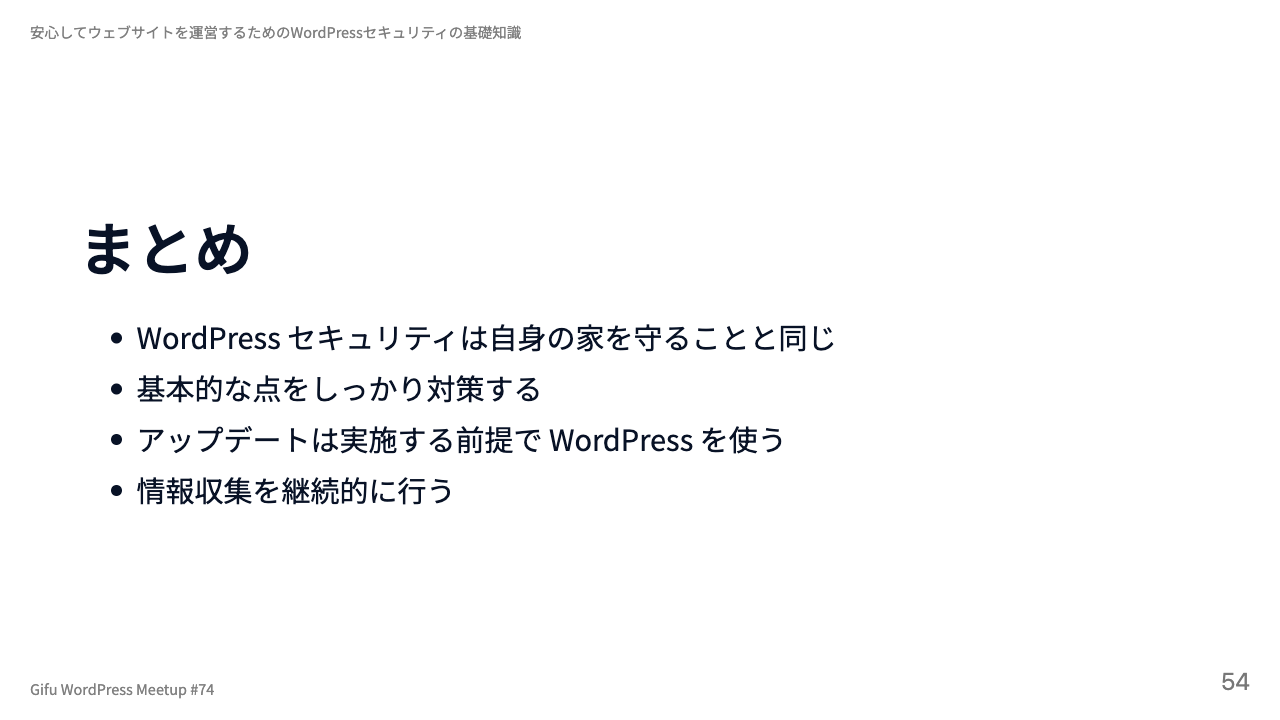 安心してウェブサイトを運営するためのWordPressセキュリティの基礎知識
まとめ
• WordPress セキュリティは自身の家を守ることと同じ
• 基本的な点をしっかり対策する
• アップデートは実施する前提で WordPress を使う
• 情報収集を継続的に行う
Gifu WordPress Meetup #74
54